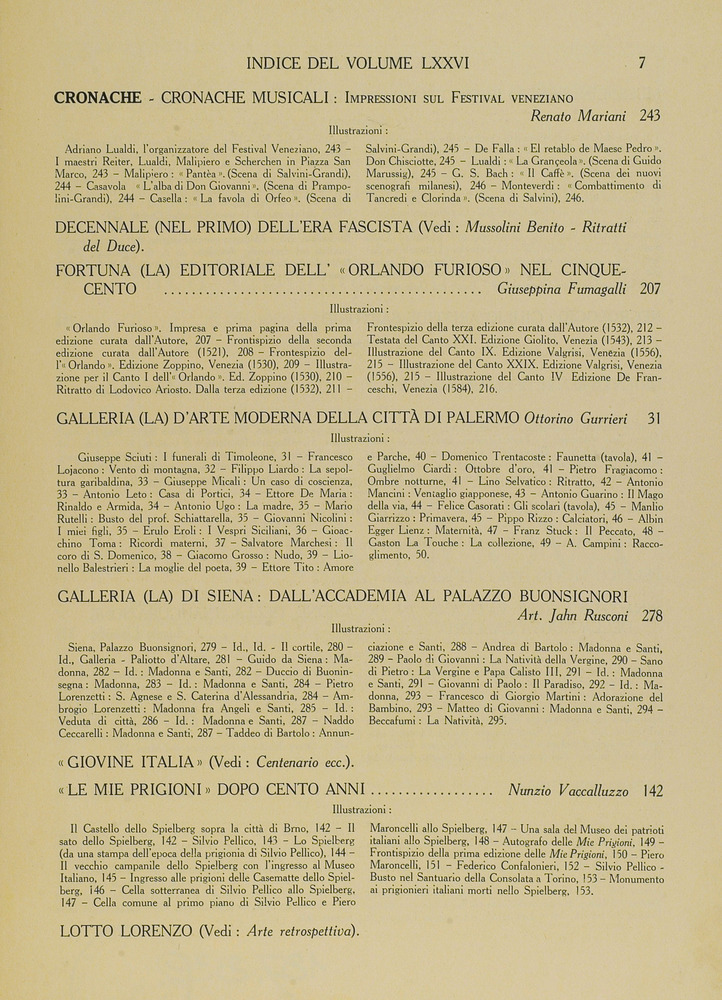 INDICE DEL VOLUME LXXVI 7
CRONACHE - CRONACHE MUSICALI : IMPRESSIONI SUL FESTIVAL VENEZIANO
Renato Mariani 243
Illustrazioni :
Adriano Lualdi, l'organizzatore del Festival Veneziano, 243 –
I maestri Reiter, Lualdi, Malipiero e Scherchen in Piazza San
Marco, 243 – Malipiero : « Pantèa ». (Scena di Salvini-Grandi),
244 – Casavola « L'alba di Don Giovanni ». (Scena di Prampo-
lini-Grandi), 244 – Casella : « La favola di Orfeo ». (Scena di
Salvini-Grandi), 245 – De Falla : « El retablo de Maese Pedro ».
Don Chisciotte, 245 – Lualdi : « La Grançeola ». (Scena di Guido
Marussig), 245 – G. S. Bach : « Il Caffè ». (Scena dei nuovi
scenografi milanesi), 246 – Monteverdi : « Combattimento di
Tancredi e Clorinda ». (Scena di Salvini), 246.
DECENNALE (NEL PRIMO) DELL'ERA FASCISTA (Vedi : Mussolini Benito - Ritratti
del Duce).
FORTUNA (LA) EDITORIALE DELL' « ORLANDO FURIOSO » NEL CINQUE-
CENTO ............................................. Giuseppina Fumagalli 207
Illustrazioni :
« Orlando Furioso ». Impresa e prima pagina della prima
edizione curata dall'Autore, 207 – Frontispizio della seconda
edizione curata dall'Autore (1521), 208 – Frontespizio del-
l'« Orlando ». Edizione Zoppino, Venezia (1530), 209 – Illustra-
zione per il Canto I dell'« Orlando ». Ed. Zoppino (1530), 210 –
Ritratto di Lodovico Ariosto. Dalla terza edizione (1532), 211 –
Frontespizio della terza edizione curata dall'Autore (1532), 212 –
Testata del Canto XXI. Edizione Giolito, Venezia (1543), 213 –
Illustrazione del Canto IX. Edizione Valgrisi, Venezia (1556),
215 – Illustrazione del Canto XXIX. Edizione Valgrisi, Venezia
(1556), 215 – Illustrazione del Canto IV Edizione De Fran-
ceschi, Venezia (1584), 216.
GALLERIA (LA) D'ARTE MODERNA DELLA CITTÀ DI PALERMO Ottorino Gurrieri 31
Illustrazioni :
Giuseppe Sciuti : I funerali di Timoleone, 31 – Francesco
Lojacono : Vento di montagna, 32 – Filippo Liardo : La sepol-
tura garibaldina, 33 – Giuseppe Micali : Un caso di coscienza,
33 – Antonio Leto : Casa di Portici, 34 – Ettore De Maria :
Rinaldo e Armida, 34 – Antonio Ugo : La madre, 35 – Mario
Rutelli : Busto del prof. Schiattarella, 35 – Giovanni Nicolini :
I miei figli, 35 – Erulo Eroli : I Vespri Siciliani, 36 – Gioac-
chino Toma : Ricordi materni, 37 – Salvatore Marchesi : Il
coro di S. Domenico, 38 – Giacomo Grosso : Nudo, 39 – Lio-
nello Balestrieri : La moglie del poeta, 39 – Ettore Tito : Amore
e Parche, 40 – Domenico Trentacoste : Faunetta (tavola), 41 –
Guglielmo Ciardi : Ottobre d'oro, 41 – Pietro Fragiacomo :
Ombre notturne, 41 – Lino Selvatico : Ritratto, 42 – Antonio
Mancini : Ventaglio giapponese, 43 – Antonio Guarino : Il Mago
della via, 44 – Felice Casorati : Gli scolari (tavola), 45 – Manlio
Giarrizzo : Primavera, 45 – Pippo Rizzo : Calciatori, 46 – Albin
Egger Lienz : Maternità, 47 – Franz Stuck : Il Peccato, 48 –
Gaston La Touche : La collezione, 49 – A. Campini : Racco-
glimento, 50.
GALLERIA (LA) DI SIENA : DALL'ACCADEMIA AL PALAZZO BUONSIGNORI
Art. Jahn Rusconi 278
Illustrazioni :
Siena, Palazzo Buonsignori, 279 – Id., Id. - Il cortile, 280 –
Id., Galleria - Paliotto d'Altare, 281 – Guido da Siena : Ma-
donna, 282 – Id. : Madonna e Santi, 282 – Duccio di Buonin-
segna : Madonna, 283 – Id. : Madonna e Santi, 284 – Pietro
Lorenzetti : S. Agnese e S. Caterina d'Alessandria, 284 – Am-
brogio Lorenzetti : Madonna fra Angeli e Santi, 285 – Id. :
Veduta di città, 286 – Id. : Madonna e Santi, 287 – Naddo
Ceccarelli : Madonna e Santi, 287 – Taddeo di Bartolo : Annun-
ciazione e Santi, 288 – Andrea di Bartolo : Madonna e Santi,
289 – Paolo di Giovanni : La Natività della Vergine, 290 – Sano
di Pietro : La Vergine e Papa Calisto III, 291 – Id. : Madonna
e Santi, 291 – Giovanni di Paolo : Il Paradiso, 292 – Id. : Ma-
donna, 293 – Francesco di Giorgio Martini : Adorazione del
Bambino, 293 – Matteo di Giovanni : Madonna e Santi, 294 –
Beccafumi : La Natività, 295.
« GIOVINE ITALIA » (Vedi : Centenario ecc.).
« LE MIE PRIGIONI » DOPO CENTO ANNI ................. Nunzio Vaccalluzzo 142
Illustrazioni :
Il Castello dello Spielberg sopra la città di Brno, 142 – Il
sato dello Spielberg, 142 – Silvio Pellico, 143 – Lo Spielberg
(da una stampa dell'epoca della prigionia di Silvio Pellico), 144 –
Il vecchio campanile dello Spielberg con l'ingresso al Museo
Italiano, 145 – Ingresso alle prigioni delle Casematte dello Spiel-
berg, 146 – Cella sotterranea di Silvio Pellico allo Spielberg,
147 – Cella comune al primo piano di Silvio Pellico e Piero
Maroncelli allo Spielberg, 147 – Una sala del Museo dei patrioti
italiani allo Spielberg, 148 – Autografo delle Mie Prigioni, 149 –
Frontispizio della prima edizione delle Mie Prigioni, 150 – Piero
Maroncelli, 151 – Federico Confalonieri, 152 – Silvio Pellico -
Busto nel Santuario della Consolata a Torino, 153 – Monumento
ai prigionieri italiani morti nello Spielberg, 153.
LOTTO LORENZO (Vedi : Arte retrospettiva).